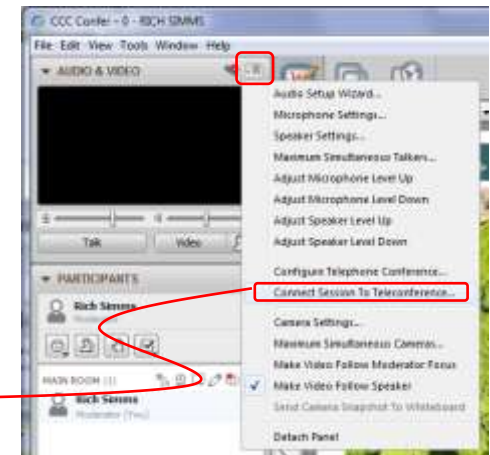 CCC Confer - 0 - RICH SIMMS
File Edit View Tools Window Help
AUDIO & VIDEO
Talk
Video
PARTICIPANTS
Rich Simms
Moderator
MAIN ROOM (1)
Rich Simms
Moderator (You)
Audio Setup Wizard...
Microphone Settings...
Speaker Settings...
Maximum Simultaneous Talkers...
Adjust Microphone Level Up
Adjust Microphone Level Down
Adjust Speaker Level Up
Adjust Speaker Level Down
Configure Telephone Conference...
Connect Session To Teleconference...
Camera Settings...
Maximum Simultaneous Cameras...
Make Video Follow Moderator Focus
Make Video Follow Speaker
Send Camera Snapshot To Whiteboard
Detach Panel